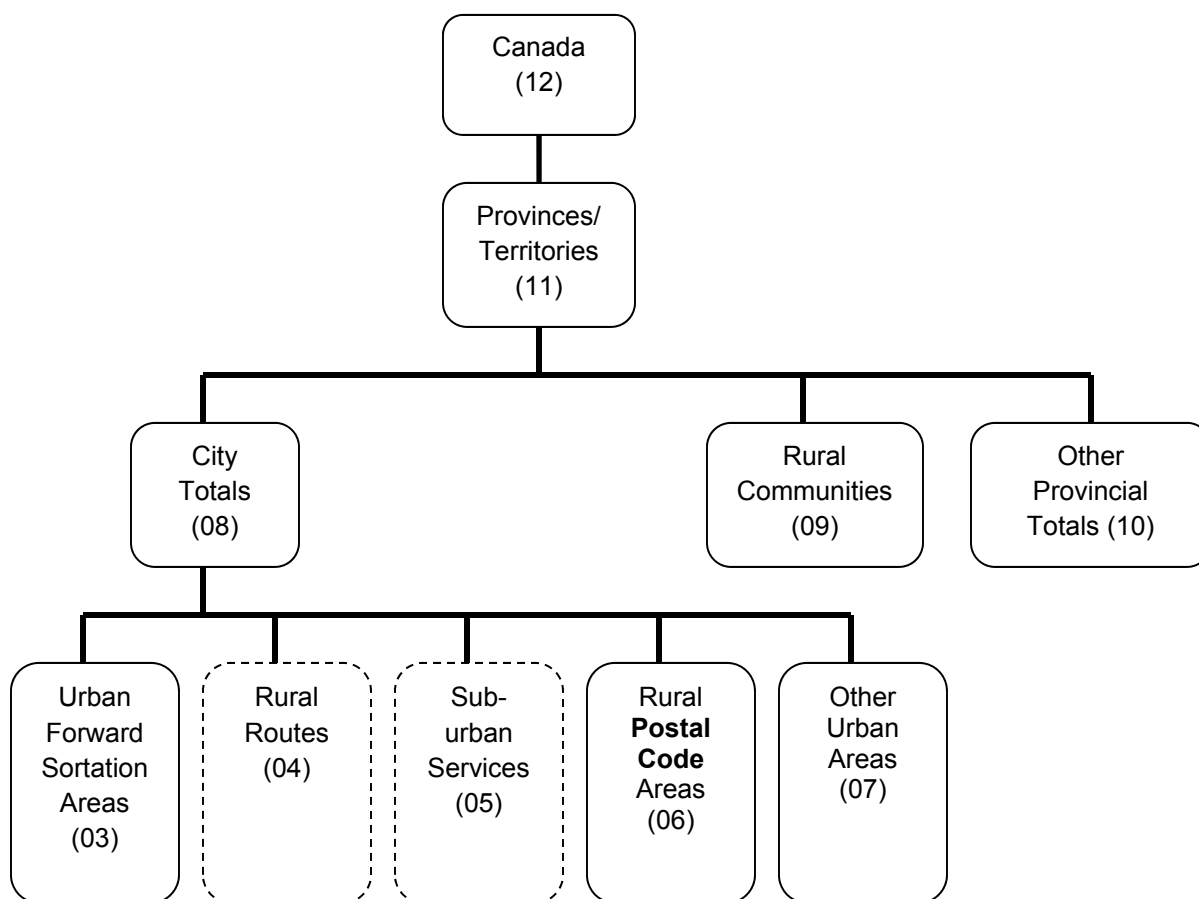 Canada
(12)
Provinces/
Territories
(11)
City
Totals
(08)
Rural
Communities
(09)
Other
Provincial
Totals (10)
Urban
Forward
Sortation
Areas
(03)
Rural
Routes
(04)
Sub-
urban
Services
(05)
Rural
Postal
Code
Areas
(06)
Other
Urban
Areas
(07)